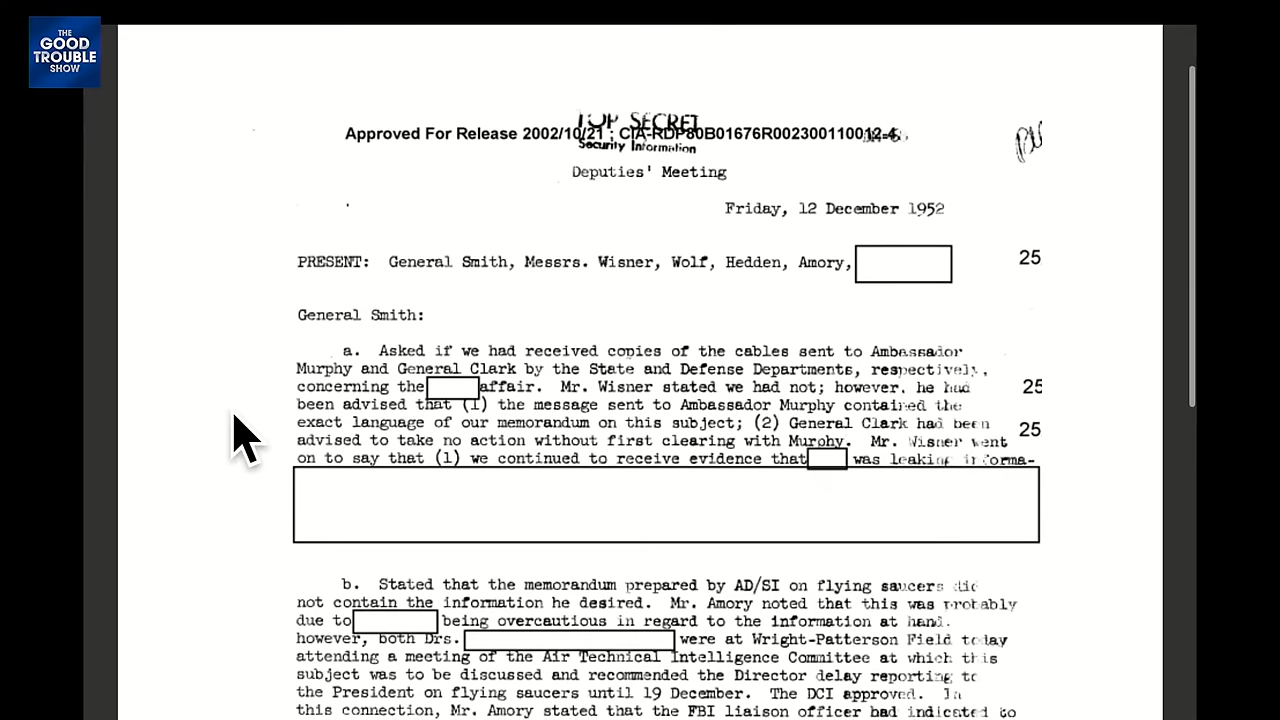 THE
GOOD
TROUBLE
SHOW
TOP SECRET
Approved For Release 2002/10/21 : CIA-RDP80B01676R002300110012-4
Security Information
Deputies' Meeting
Friday, 12 December 1952
PRESENT: General Smith, Messrs. Wisner, Wolf, Hedden, Amory,
25
General Smith:
a. Asked if we had received copies of the cables sent to Ambassador
Murphy and General Clark by the State and Defense Departments, respectively,
concerning the affair. Mr. Wisner stated we had not; however, he had
25
been advised that (1) the message sent to Ambassador Murphy contained the
exact language of our memorandum on this subject; (2) General Clark had been
25
advised to take no action without first clearing with Murphy. Mr. Wisner went
on to say that (1) we continued to receive evidence that was leaking informa-
b. Stated that the memorandum prepared by AD/SI on flying saucers did
not contain the information he desired. Mr. Amory noted that this was probably
due to being overcautious in regard to the information at hand.
however, both Drs. were at Wright-Patterson Field today
attending a meeting of the Air Technical Intelligence Committee at which this
subject was to be discussed and recommended the Director delay reporting to
the President on flying saucers until 19 December. The DCI approved. In
this connection, Mr. Amory stated that the FBI liaison officer had indicated to